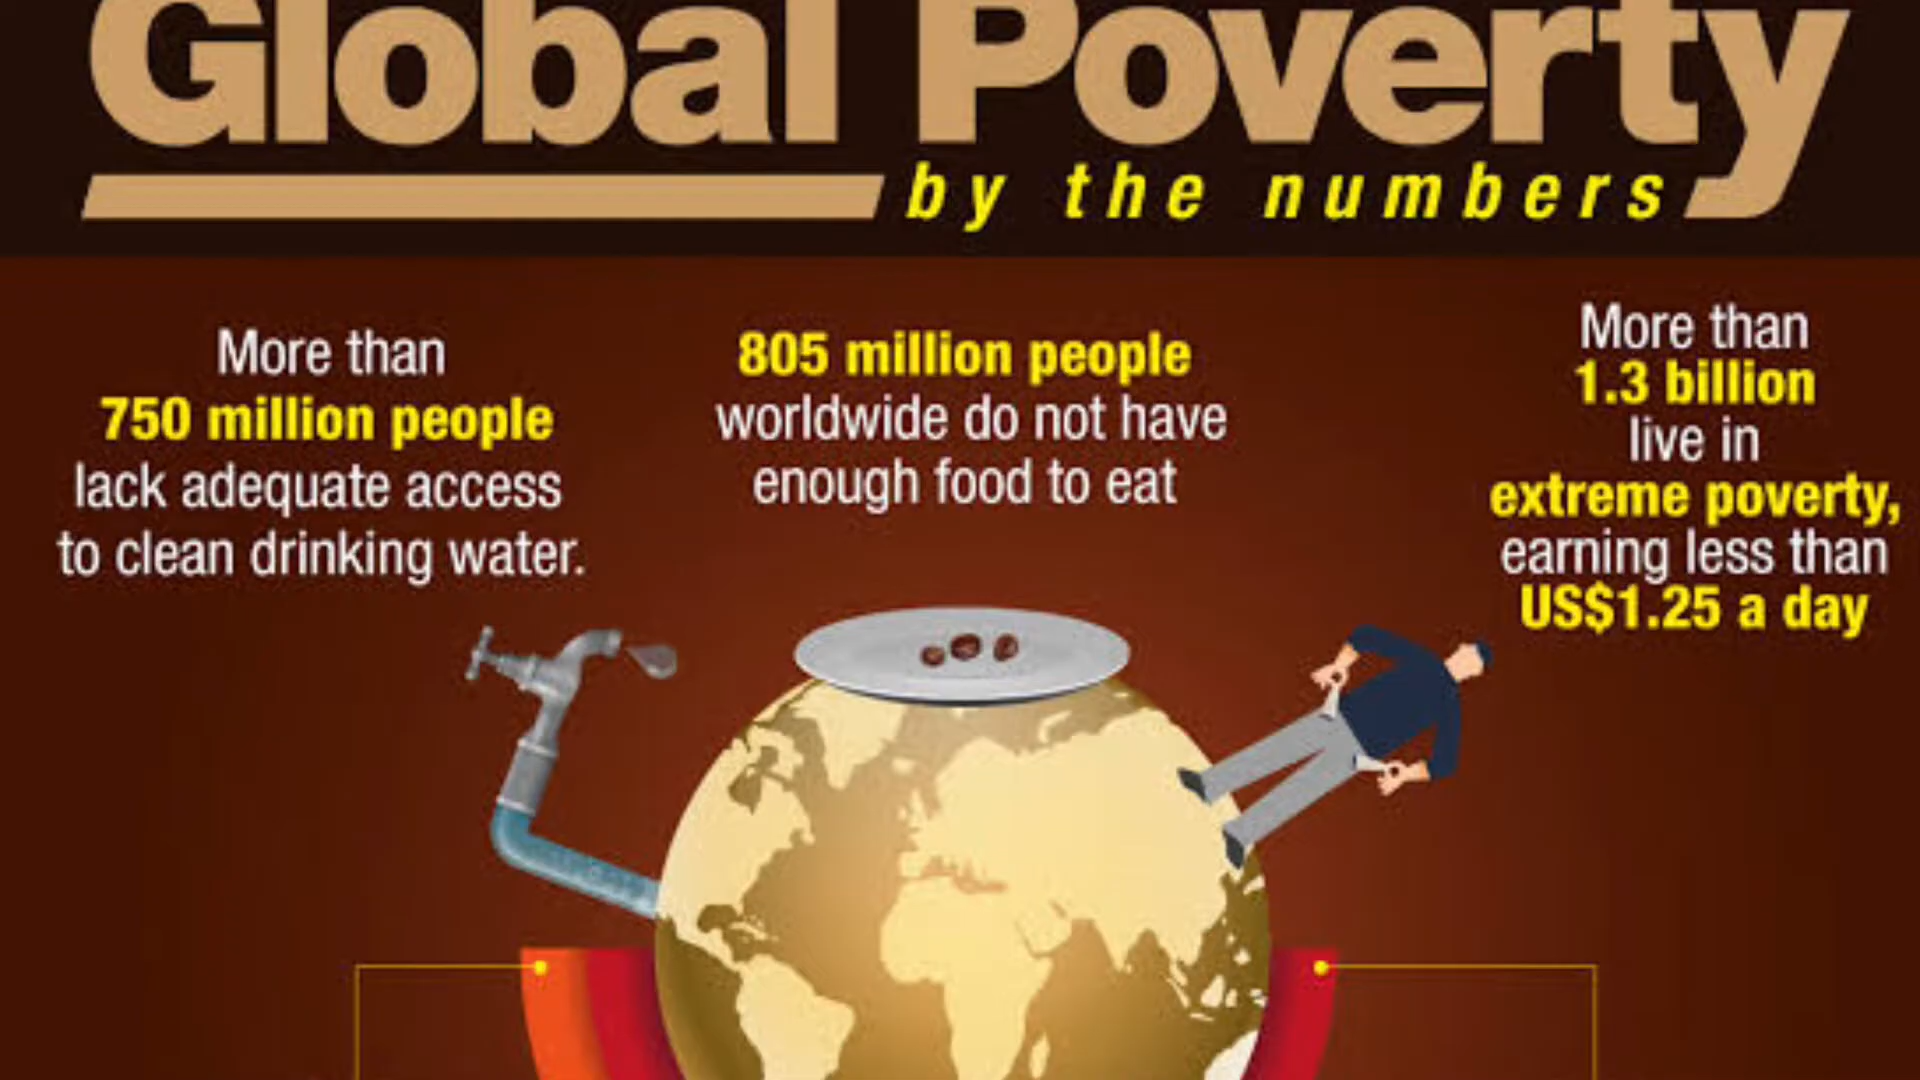 Global Poverty
by the numbers
More than
750 million people
lack adequate access
to clean drinking water.
805 million people
worldwide do not have
enough food to eat
More than
1.3 billion
live in
extreme poverty,
earning less than
US$1.25 a day